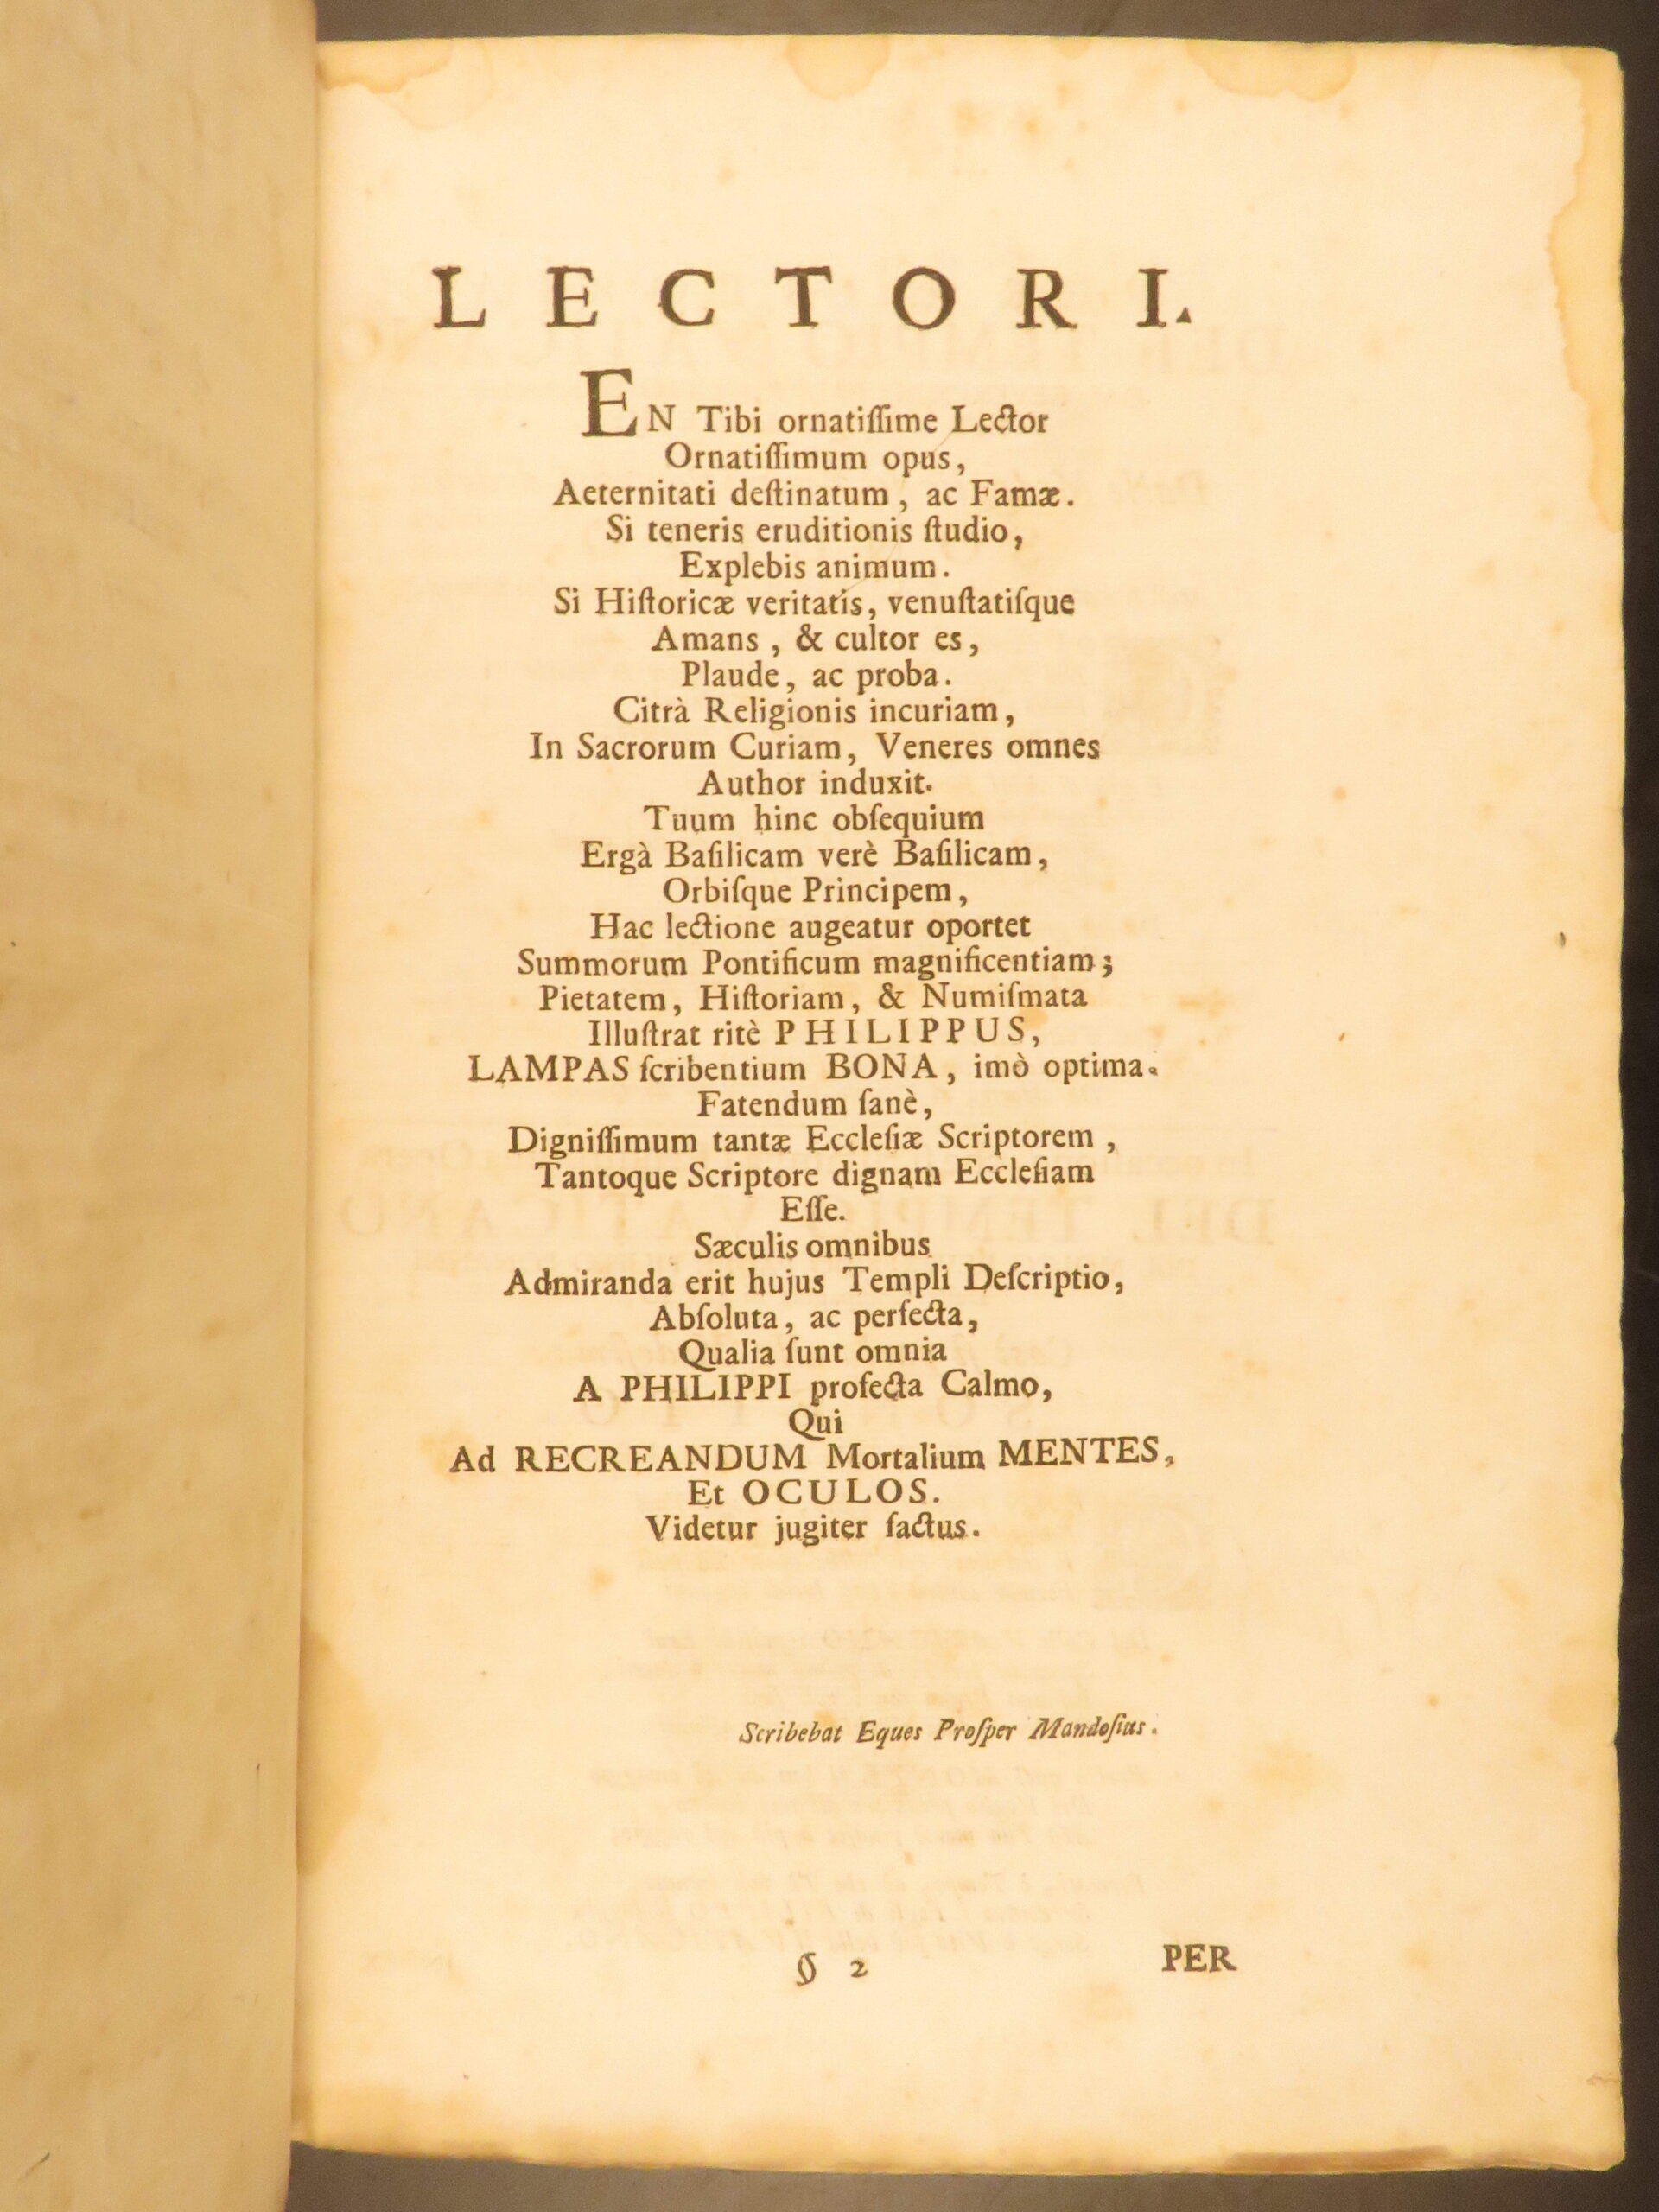 LECTORI.
EN Tibi ornatiſſime Lector
Ornatiſſimum opus,
Aeternitati deſtinatum, ac Famæ.
Si teneris eruditionis ſtudio,
Explebis animum.
Si Hiſtoricæ veritatis, venuſtatiſque
Amans, & cultor es,
Plaude, ac proba.
Citrà Religionis incuriam,
In Sacrorum Curiam, Veneres omnes
Author induxit.
Tuum hinc obſequium
Ergà Baſilicam verè Baſilicam,
Orbiſque Principem,
Hac lectione augeatur oportet
Summorum Pontificum magnificentiam;
Pietatem, Hiſtoriam, & Numiſmata
Illuſtrat ritè PHILIPPUS,
LAMPAS ſcribentium BONA, imò optima.
Fatendum ſanè,
Digniſſimum tantæ Eccleſiæ Scriptorem,
Tantoque Scriptore dignam Eccleſiam
Eſſe.
Sæculis omnibus
Admiranda erit hujus Templi Deſcriptio,
Abſoluta, ac perfecta,
Qualia ſunt omnia
A PHILIPPI profecta Calmo,
Qui
Ad RECREANDUM Mortalium MENTES,
Et OCULOS.
Videtur jugiter factus.
Scribebat Eques Proſper Mandoſius.
§ 2 PER